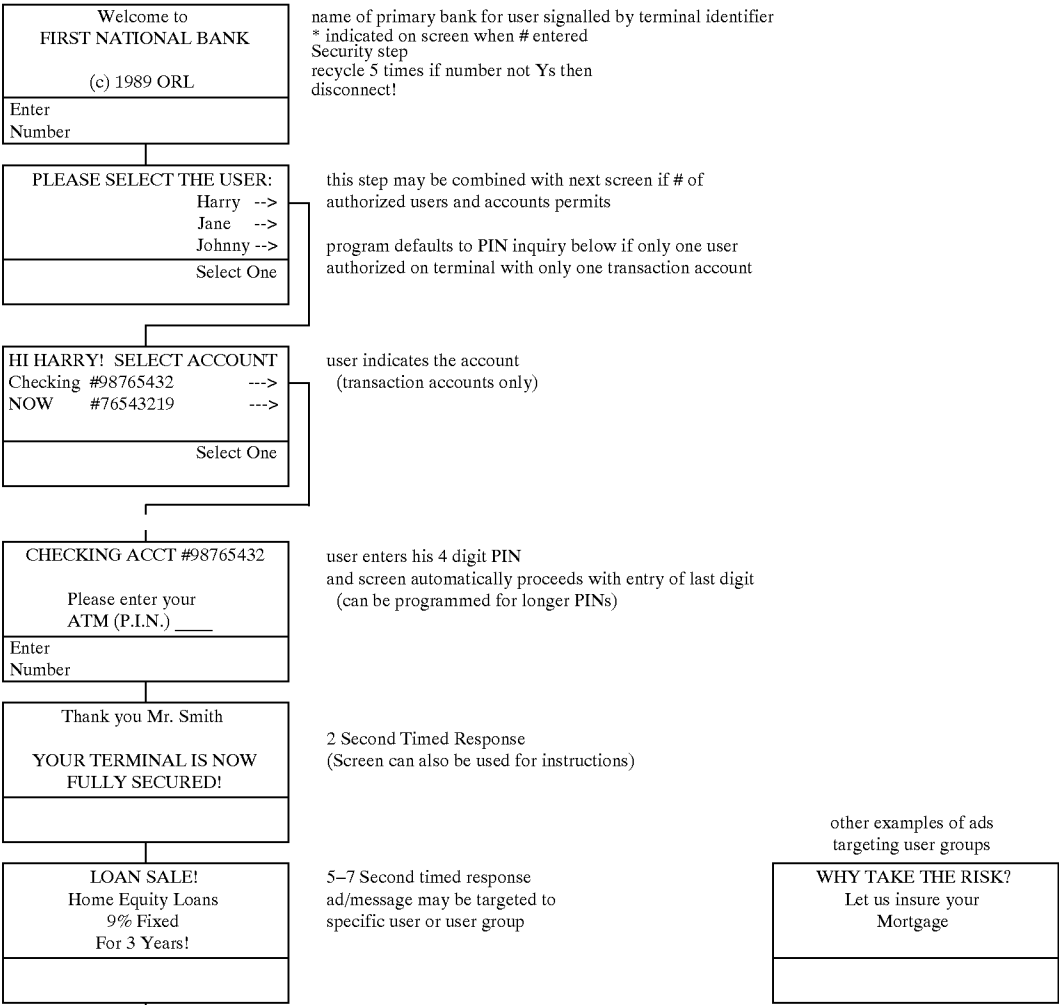 Welcome to
FIRST NATIONAL BANK
(c) 1989 ORL
Enter
Number
name of primary bank for user signalled by terminal identifier
* indicated on screen when # entered
Security step
recycle 5 times if number not Ys then
disconnect!
PLEASE SELECT THE USER:
Harry -->
Jane -->
Johnny -->
Select One
this step may be combined with next screen if # of
authorized users and accounts permits
program defaults to PIN inquiry below if only one user
authorized on terminal with only one transaction account
HI HARRY! SELECT ACCOUNT
Checking #98765432 --->
NOW #76543219 --->
Select One
user indicates the account
(transaction accounts only)
CHECKING ACCT #98765432
Please enter your
ATM (P.I.N.) ____
Enter
Number
user enters his 4 digit PIN
and screen automatically proceeds with entry of last digit
(can be programmed for longer PINs)
Thank you Mr. Smith
YOUR TERMINAL IS NOW
FULLY SECURED!
2 Second Timed Response
(Screen can also be used for instructions)
LOAN SALE!
Home Equity Loans
9% Fixed
For 3 Years!
5–7 Second timed response
ad/message may be targeted to
specific user or user group
other examples of ads
targeting user groups
WHY TAKE THE RISK?
Let us insure your
Mortgage